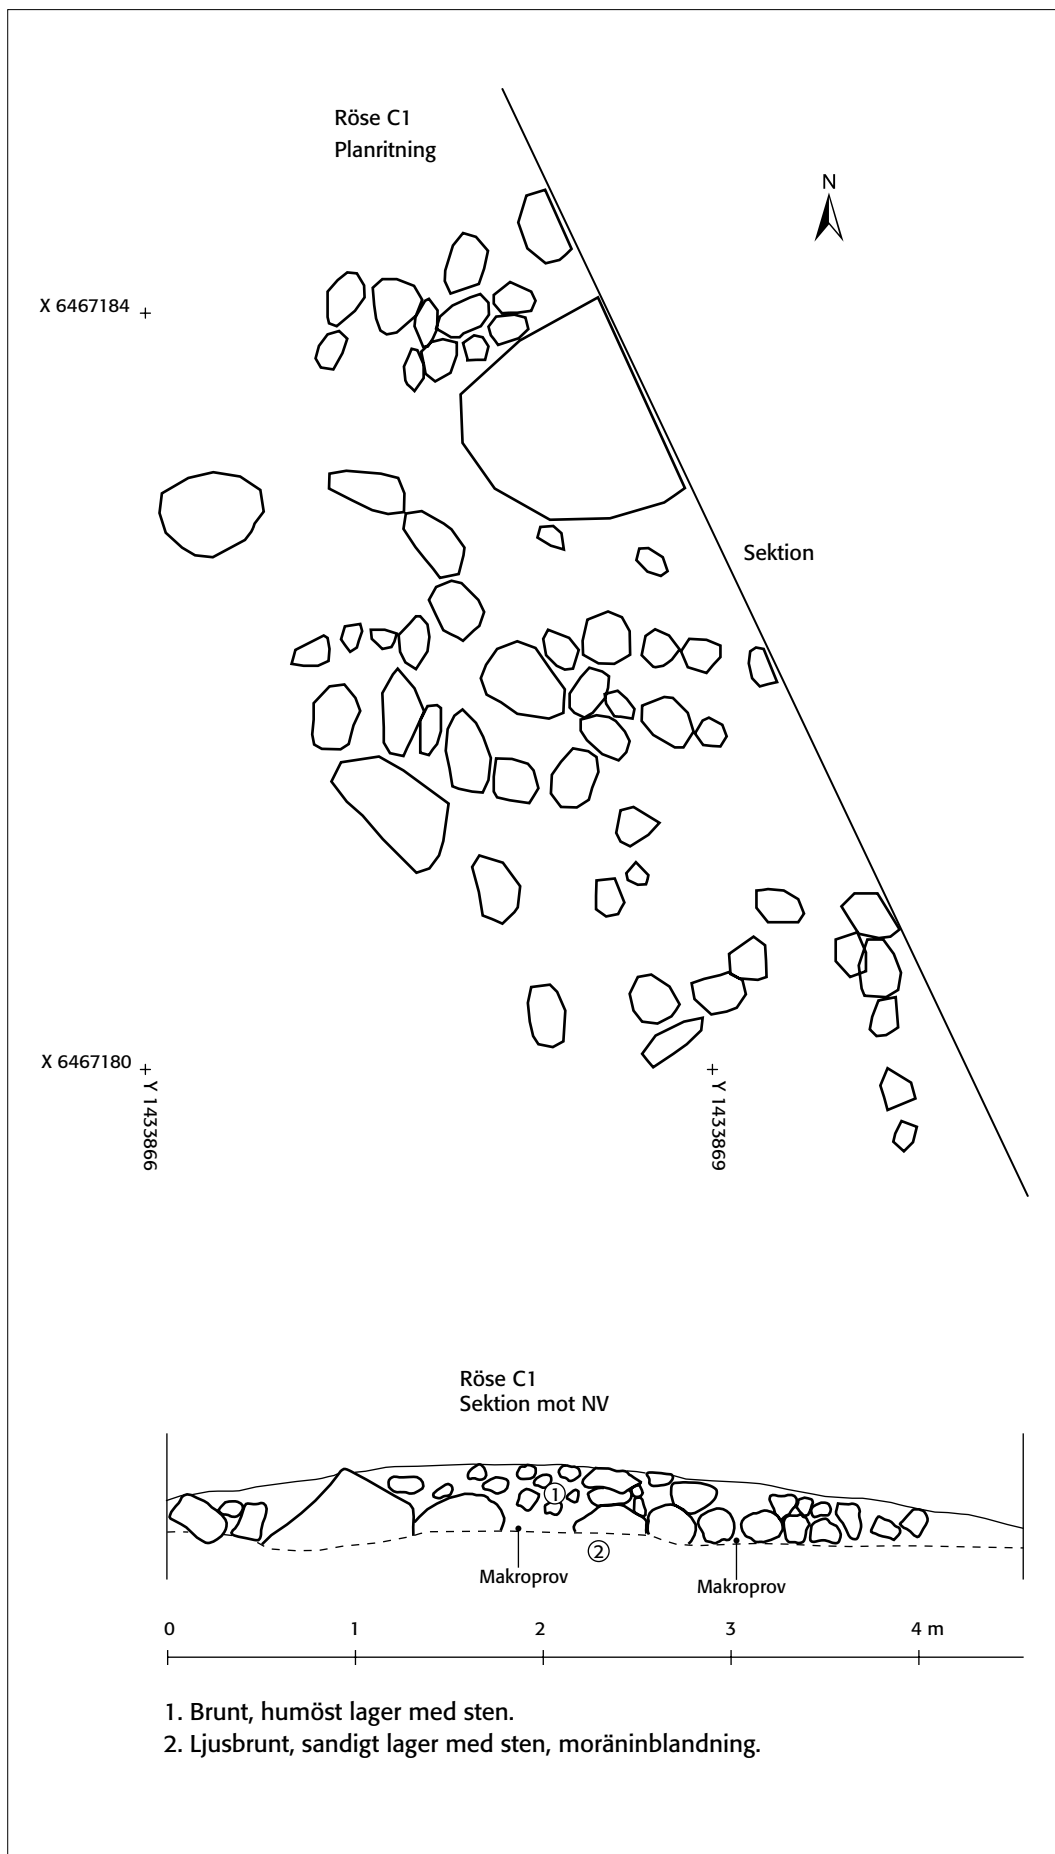 Röse C1
Planritning
N
X 6467184
Sektion
X 6467180
Y 1433866
Y 1433869
Röse C1
Sektion mot NV
1
2
Makroprov
Makroprov
0 1 2 3 4 m
1. Brunt, humöst lager med sten.
2. Ljusbrunt, sandigt lager med sten, moräninblandning.